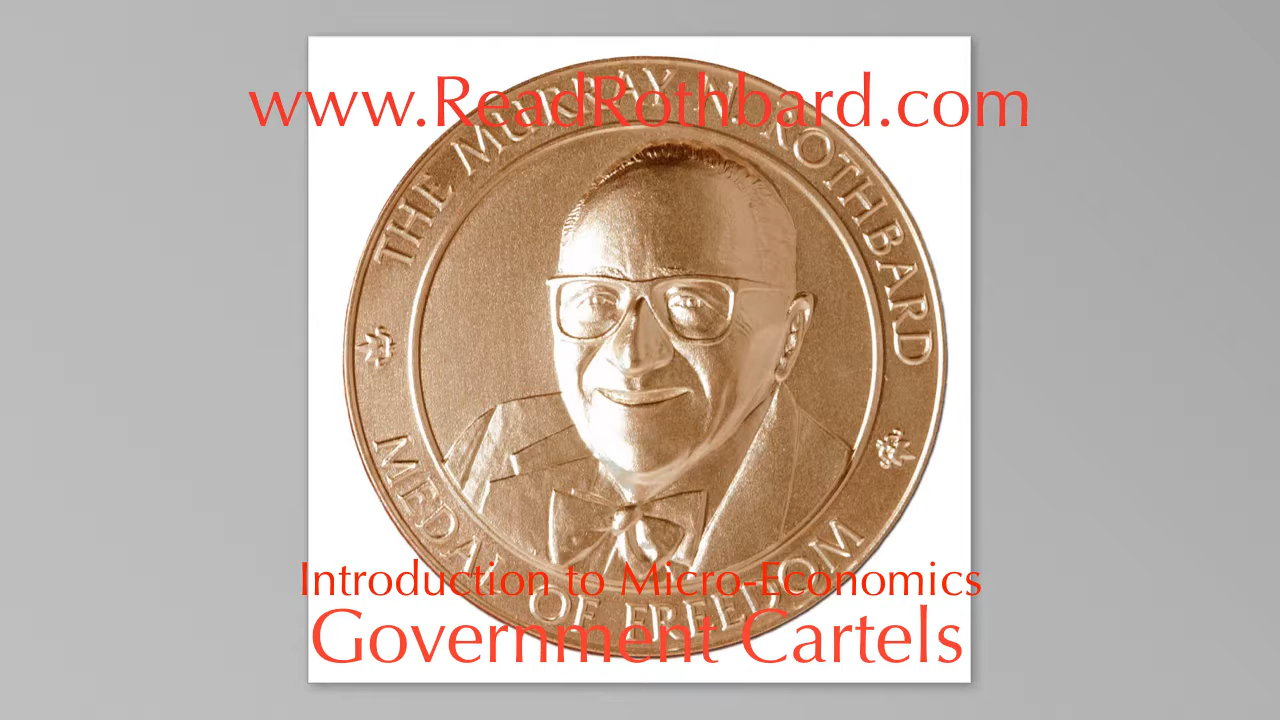 www.ReadRothbard.com
THE MURRAY N. ROTHBARD
MEDAL OF FREEDOM
Introduction to Micro-Economics
Government Cartels